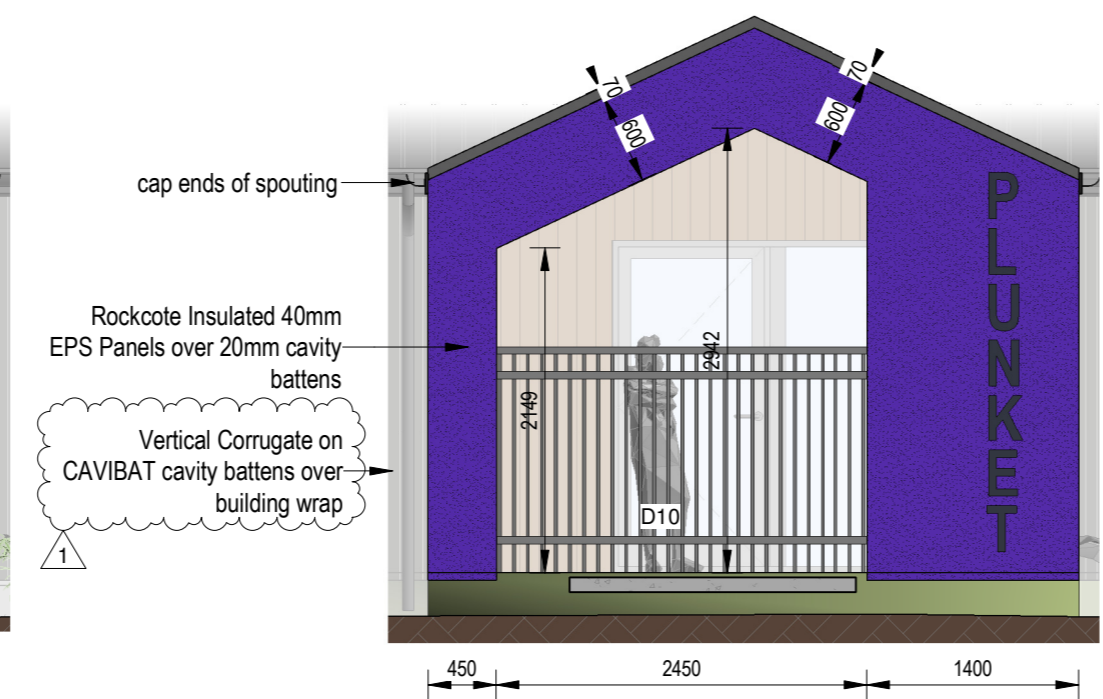 70
600
70
600
cap ends of spouting
Rockcote Insulated 40mm
EPS Panels over 20mm cavity
battens
Vertical Corrugate on
CAVIBAT cavity battens over
building wrap
1
2149
2942
D10
PLUNKET
450
2450
1400